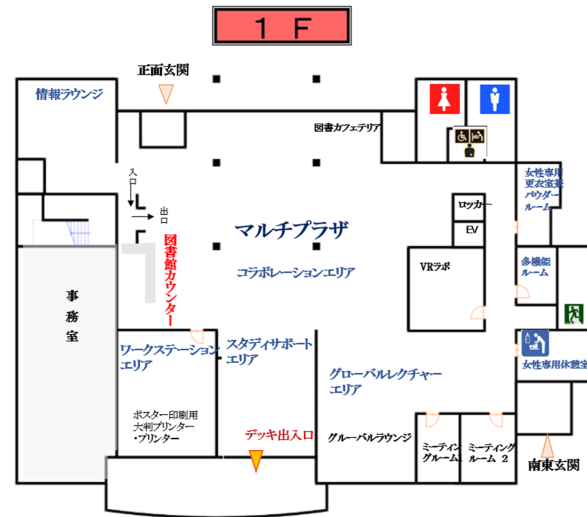 １ Ｆ
正面玄関
情報ラウンジ
図書カフェテリア
入口
出口
女性専用
更衣室兼
パウダー
ルーム
ロッカー
EV
マルチプラザ
コラボレーションエリア
図書館カウンター
VRラボ
多機能
ルーム
事務室
ワークステーション
エリア
スタディサポート
エリア
グローバルレクチャー
エリア
女性専用休憩室
ポスター印刷用
大判プリンター
・プリンター
デッキ出入口
グルーバルラウンジ
ミーティ
ングルーム1
ミーティング
ルーム 2
南東玄関